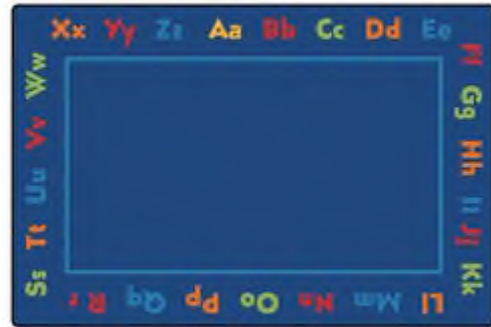 Xx Yy Zz Aa Bb Cc Dd Ee
Ff Gg Hh Ii Jj Kk
Ll Mm Nn Oo Pp Qq Rr
Ss Tt Uu Vv Ww